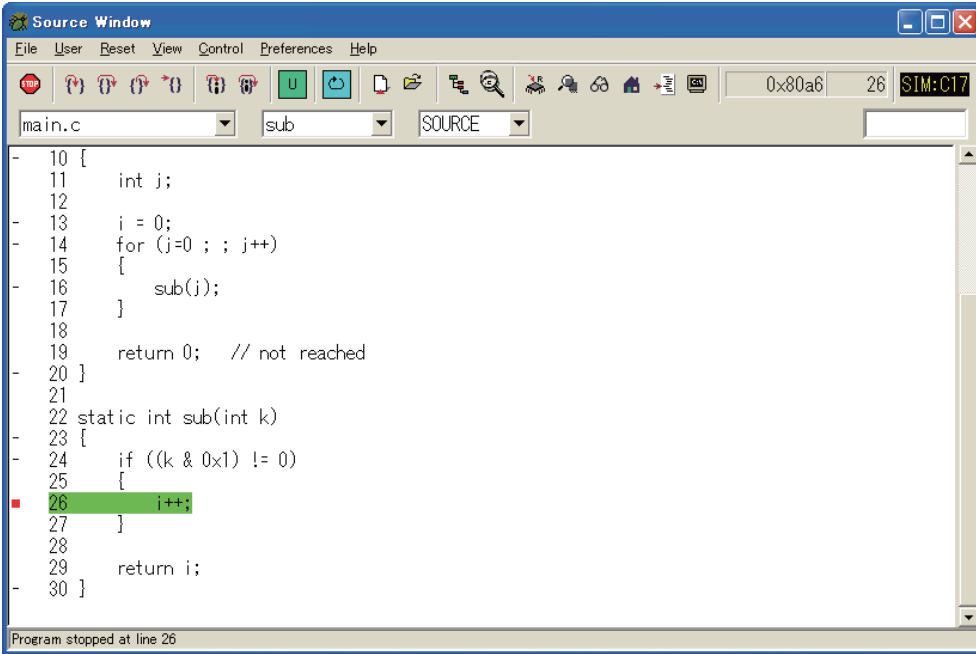 Source Window
File User Reset View Control Preferences Help
STOP U 0x80a6 26 SIM:C17
main.c sub SOURCE
- 10 {
11 int j;
12
- 13 i = 0;
- 14 for (j=0 ; ; j++)
15 {
- 16 sub(j);
17 }
18
19 return 0; // not reached
- 20 }
21
22 static int sub(int k)
- 23 {
- 24 if ((k & 0x1) != 0)
25 {
26 i++;
27 }
28
29 return i;
- 30 }
Program stopped at line 26